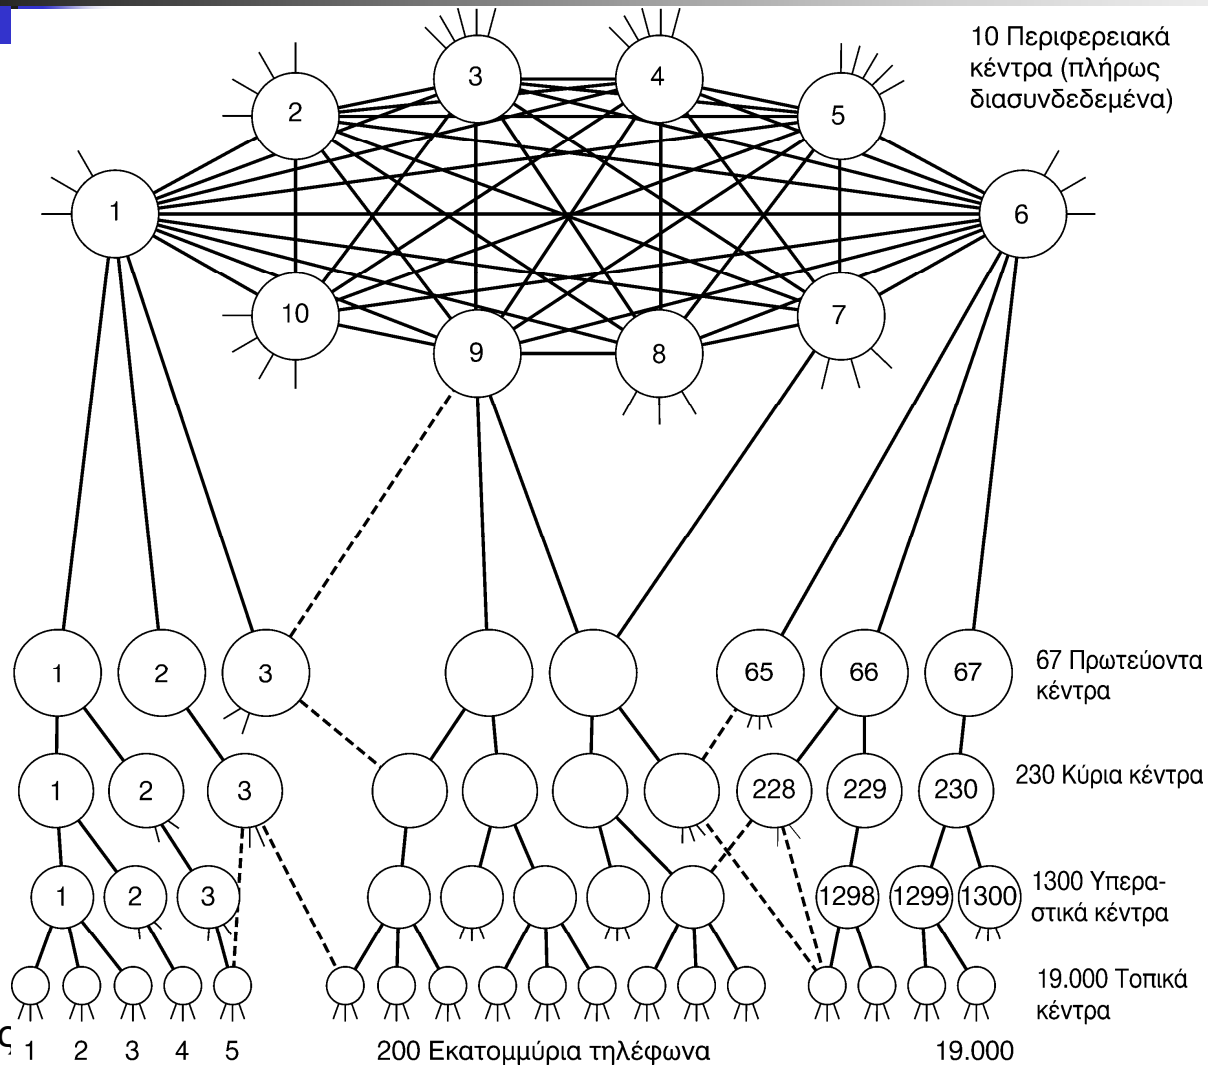 10 Περιφερειακά
κέντρα (πλήρως
διασυνδεδεμένα)
3
4
2
5
1
6
10
7
9
8
1
2
3
65
66
67
67 Πρωτεύοντα
κέντρα
1
2
3
228
229
230
230 Κύρια κέντρα
1
2
3
1298
1299
1300
1300 Υπερα-
στικά κέντρα
19.000 Τοπικά
κέντρα
ς
1
2
3
4
5
200 Εκατομμύρια τηλέφωνα
19.000